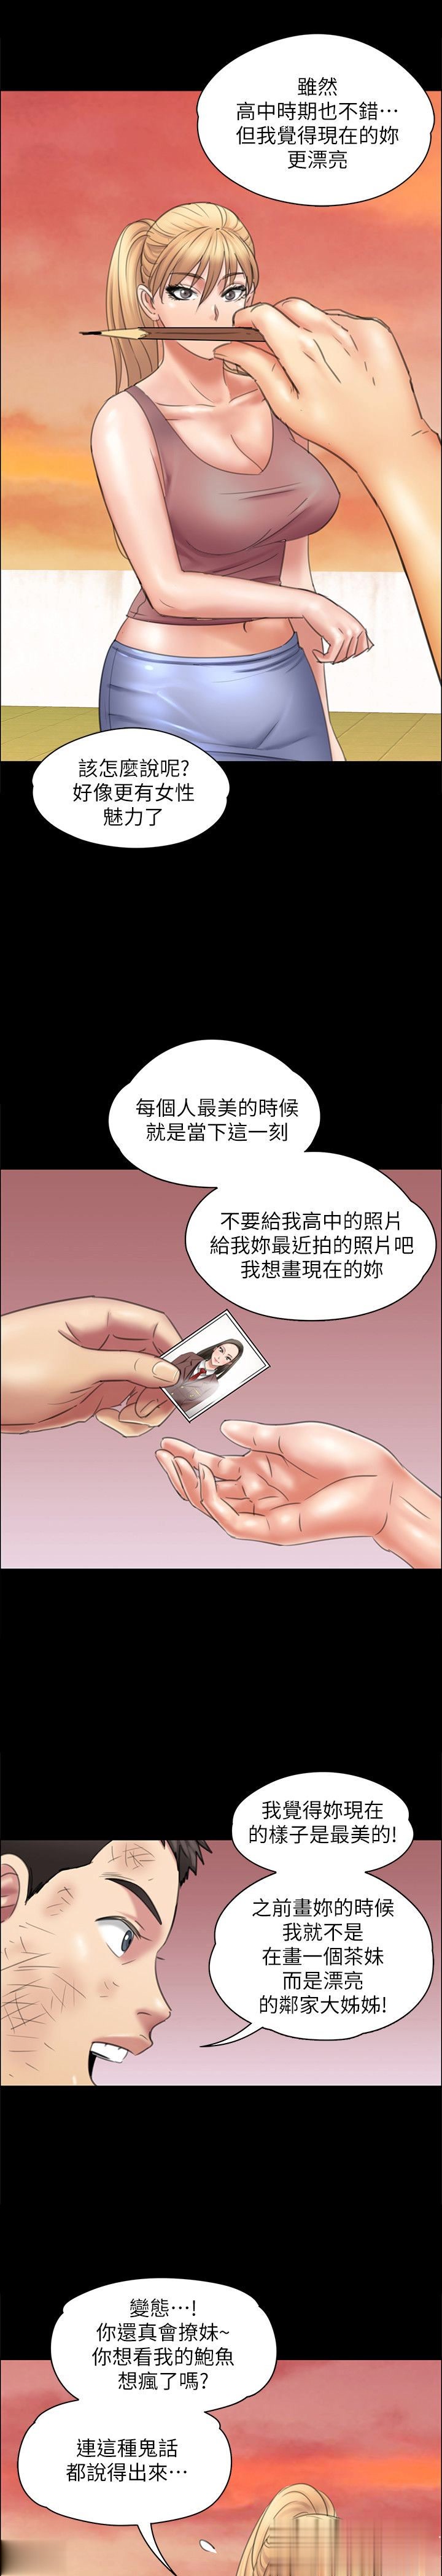 雖然
高中時期也不錯⋯
但我覺得現在的妳
更漂亮
該怎麼說呢?
好像更有女性
魅力了
每個人最美的時候
就是當下這一刻
不要給我高中的照片
給我妳最近拍的照片吧
我想畫現在的妳
我覺得妳現在
的樣子是最美的!
之前畫妳的時候
我就不是
在畫一個茶妹
而是漂亮
的鄰家大姊姊!
變態⋯!
你還真會撩妹~
你想看我的鮑魚
想瘋了嗎?
連這種鬼話
都說得出來⋯